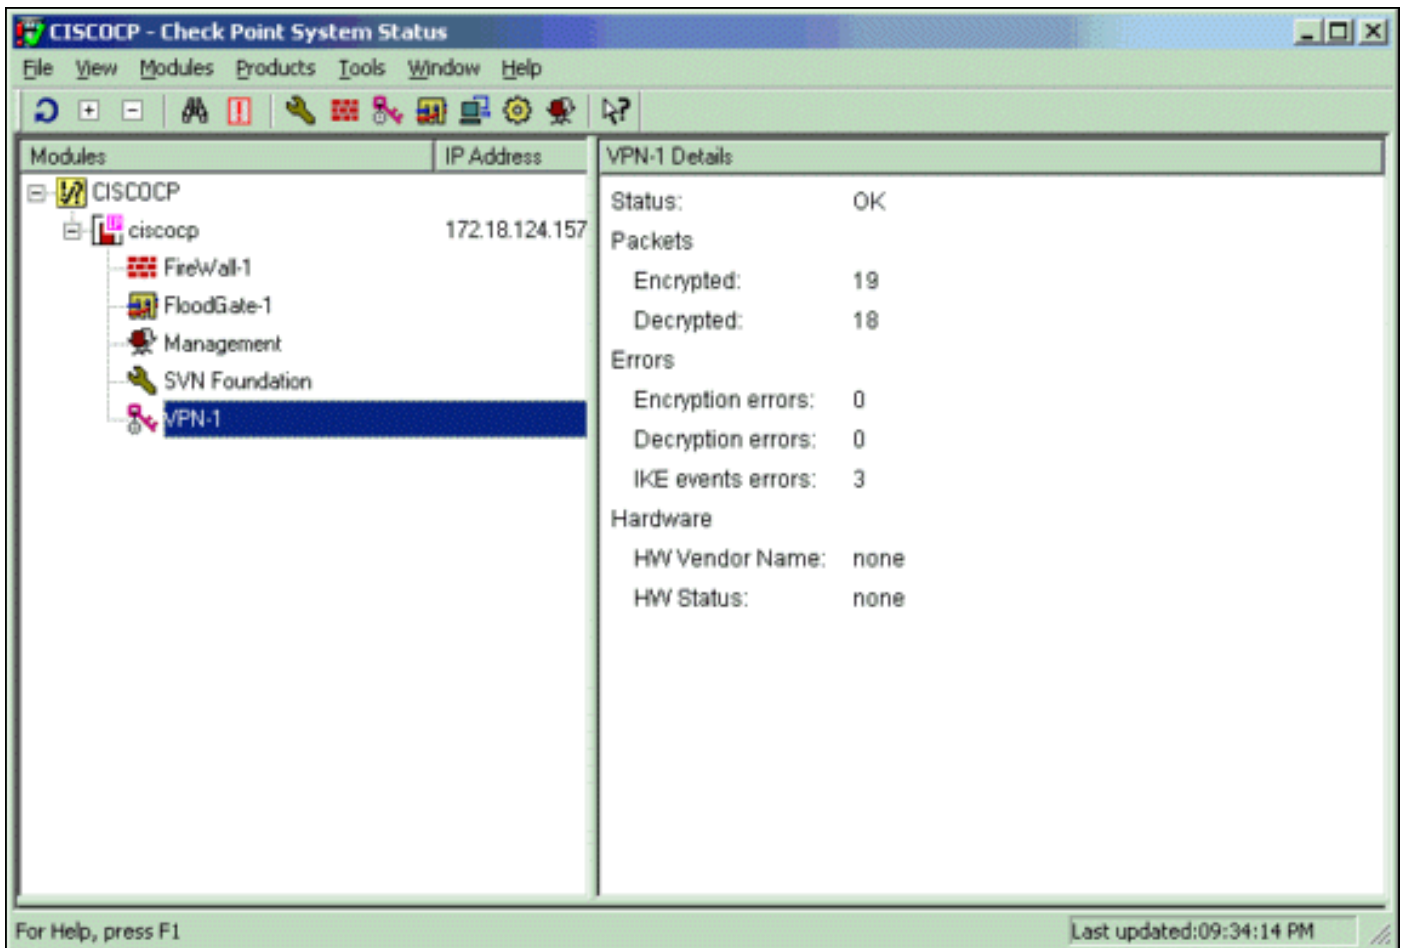 CISCOCP - Check Point System Status
File View Modules Products Tools Window Help
Modules IP Address
CISCOCP
ciscocp 172.18.124.157
FireWall-1
FloodGate-1
Management
SVN Foundation
VPN-1
VPN-1 Details
Status: OK
Packets
Encrypted: 19
Decrypted: 18
Errors
Encryption errors: 0
Decryption errors: 0
IKE events errors: 3
Hardware
HW Vendor Name: none
HW Status: none
For Help, press F1
Last updated:09:34:14 PM